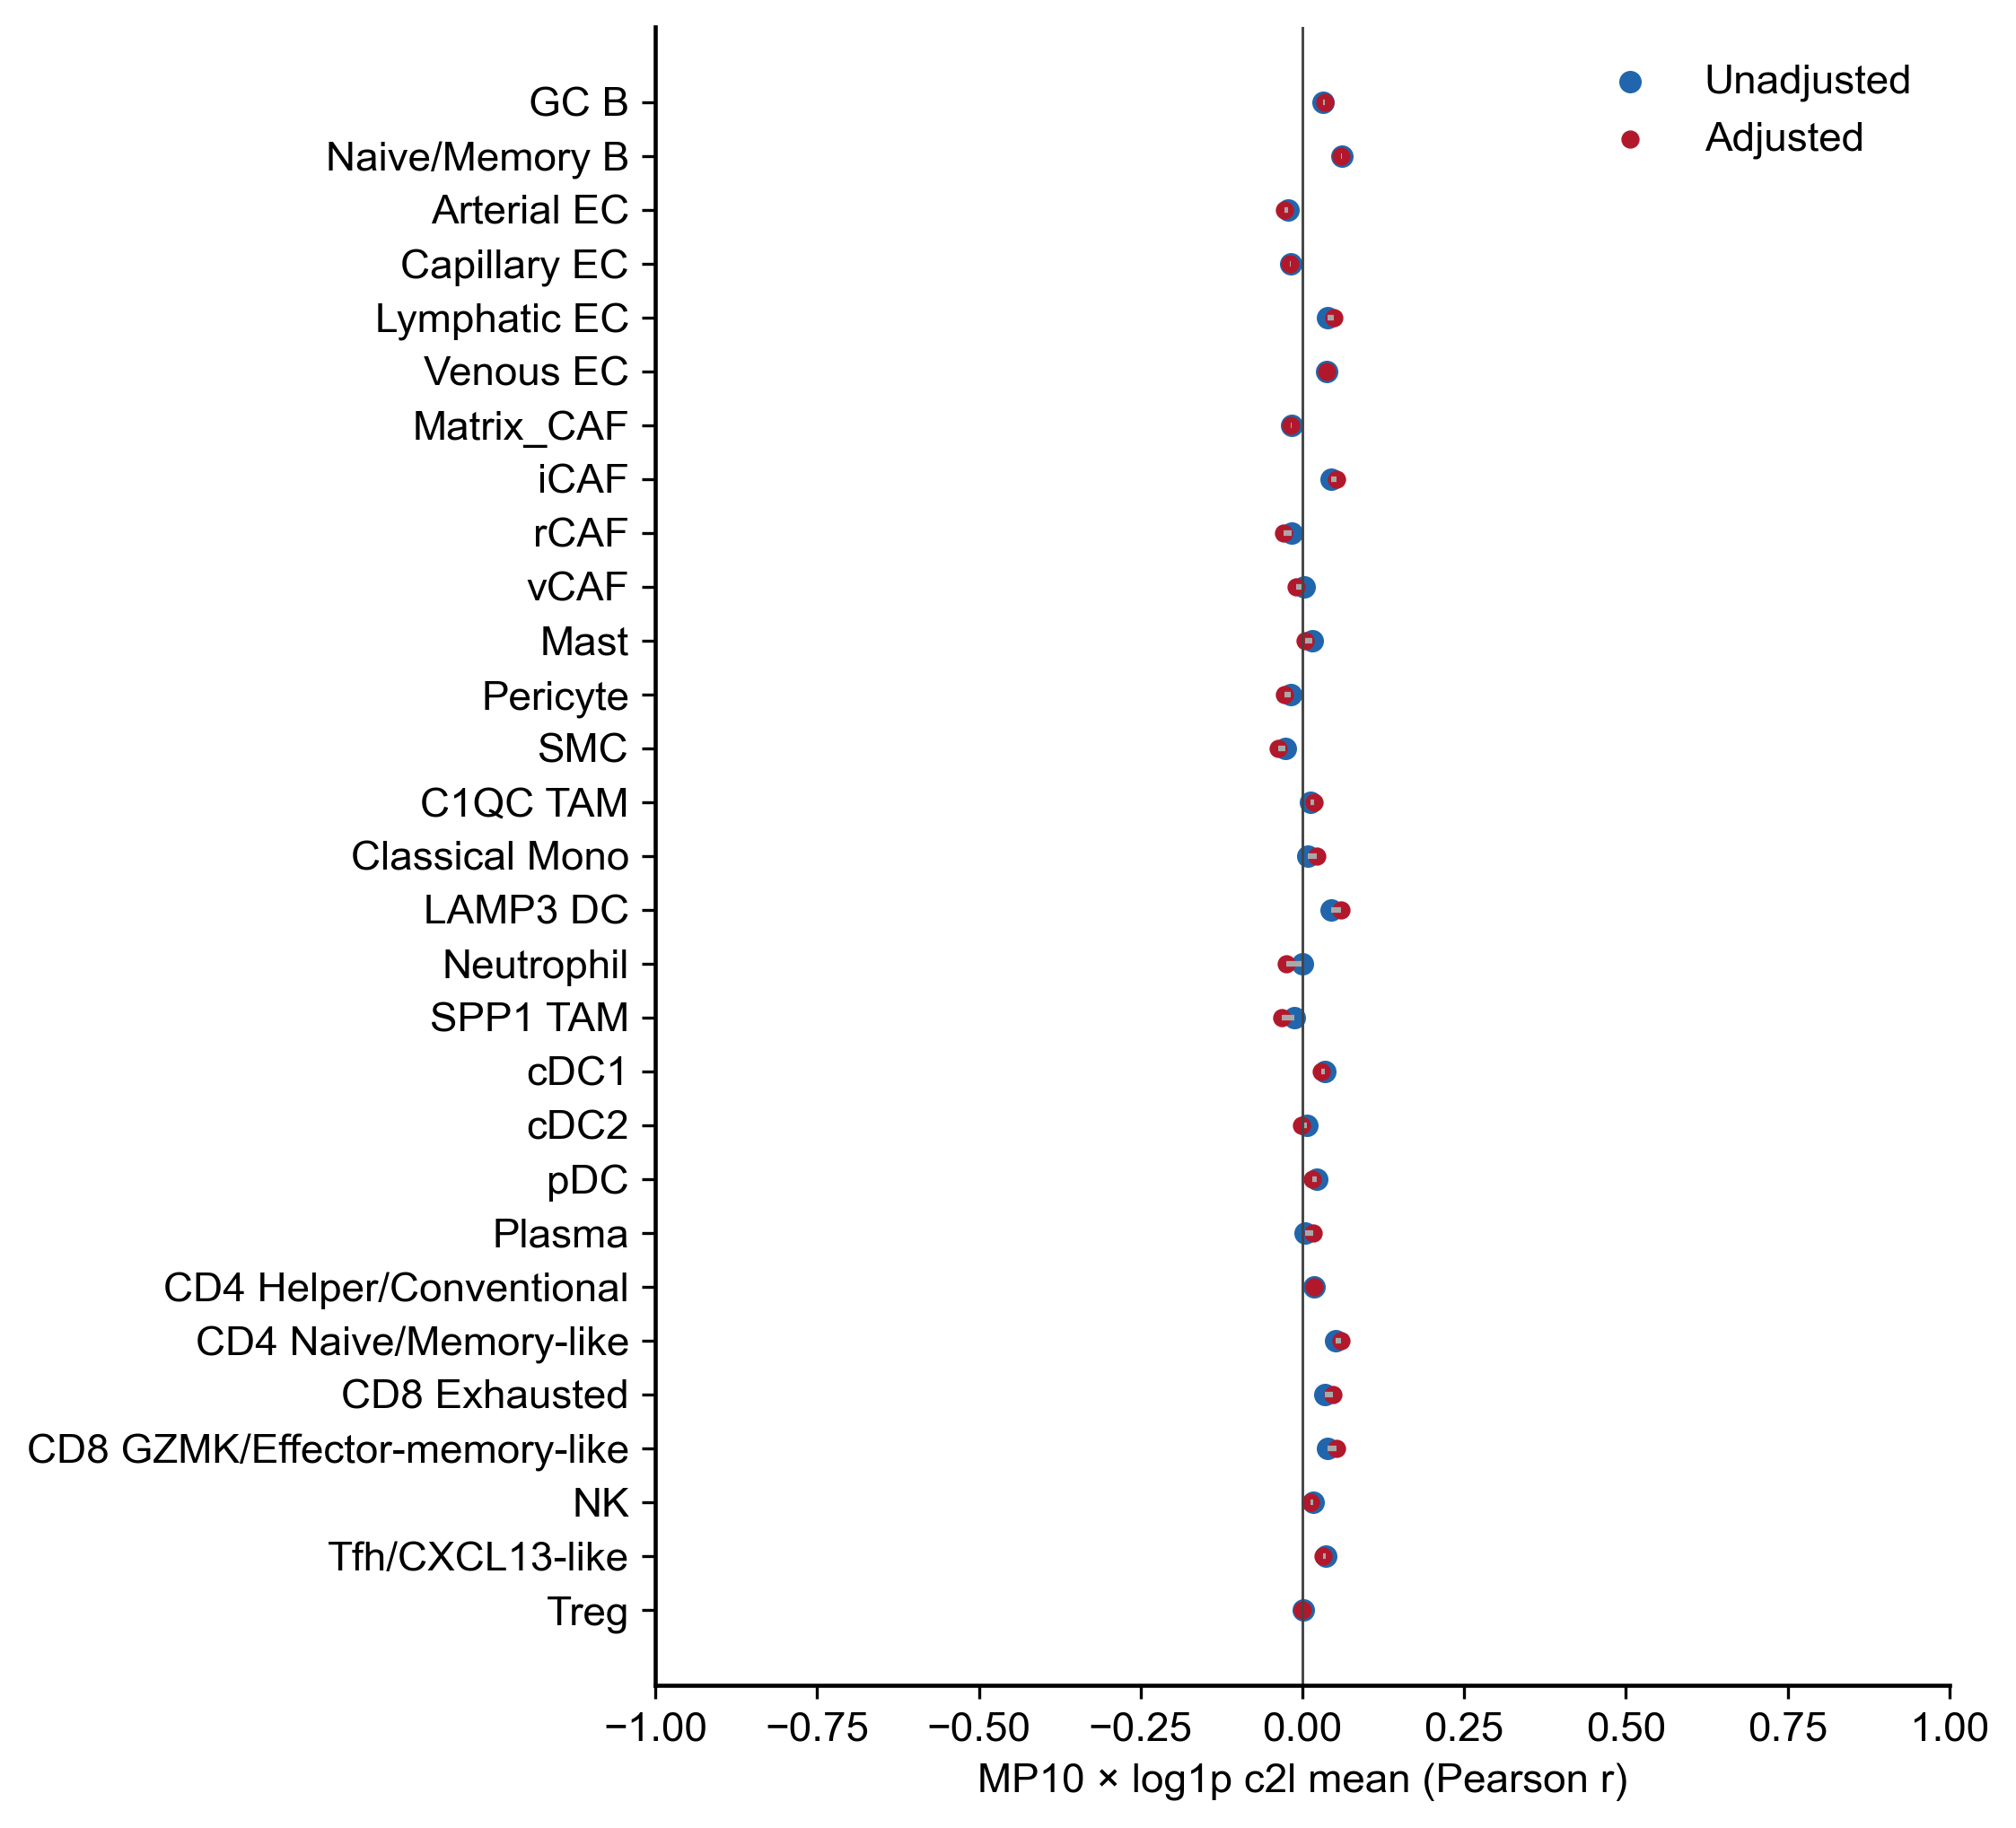 Unadjusted
Adjusted
GC B
Naive/Memory B
Arterial EC
Capillary EC
Lymphatic EC
Venous EC
Matrix_CAF
iCAF
rCAF
vCAF
Mast
Pericyte
SMC
C1QC TAM
Classical Mono
LAMP3 DC
Neutrophil
SPP1 TAM
cDC1
cDC2
pDC
Plasma
CD4 Helper/Conventional
CD4 Naive/Memory-like
CD8 Exhausted
CD8 GZMK/Effector-memory-like
NK
Tfh/CXCL13-like
Treg
−1.00 −0.75 −0.50 −0.25 0.00 0.25 0.50 0.75 1.00
MP10 × log1p c2l mean (Pearson r)